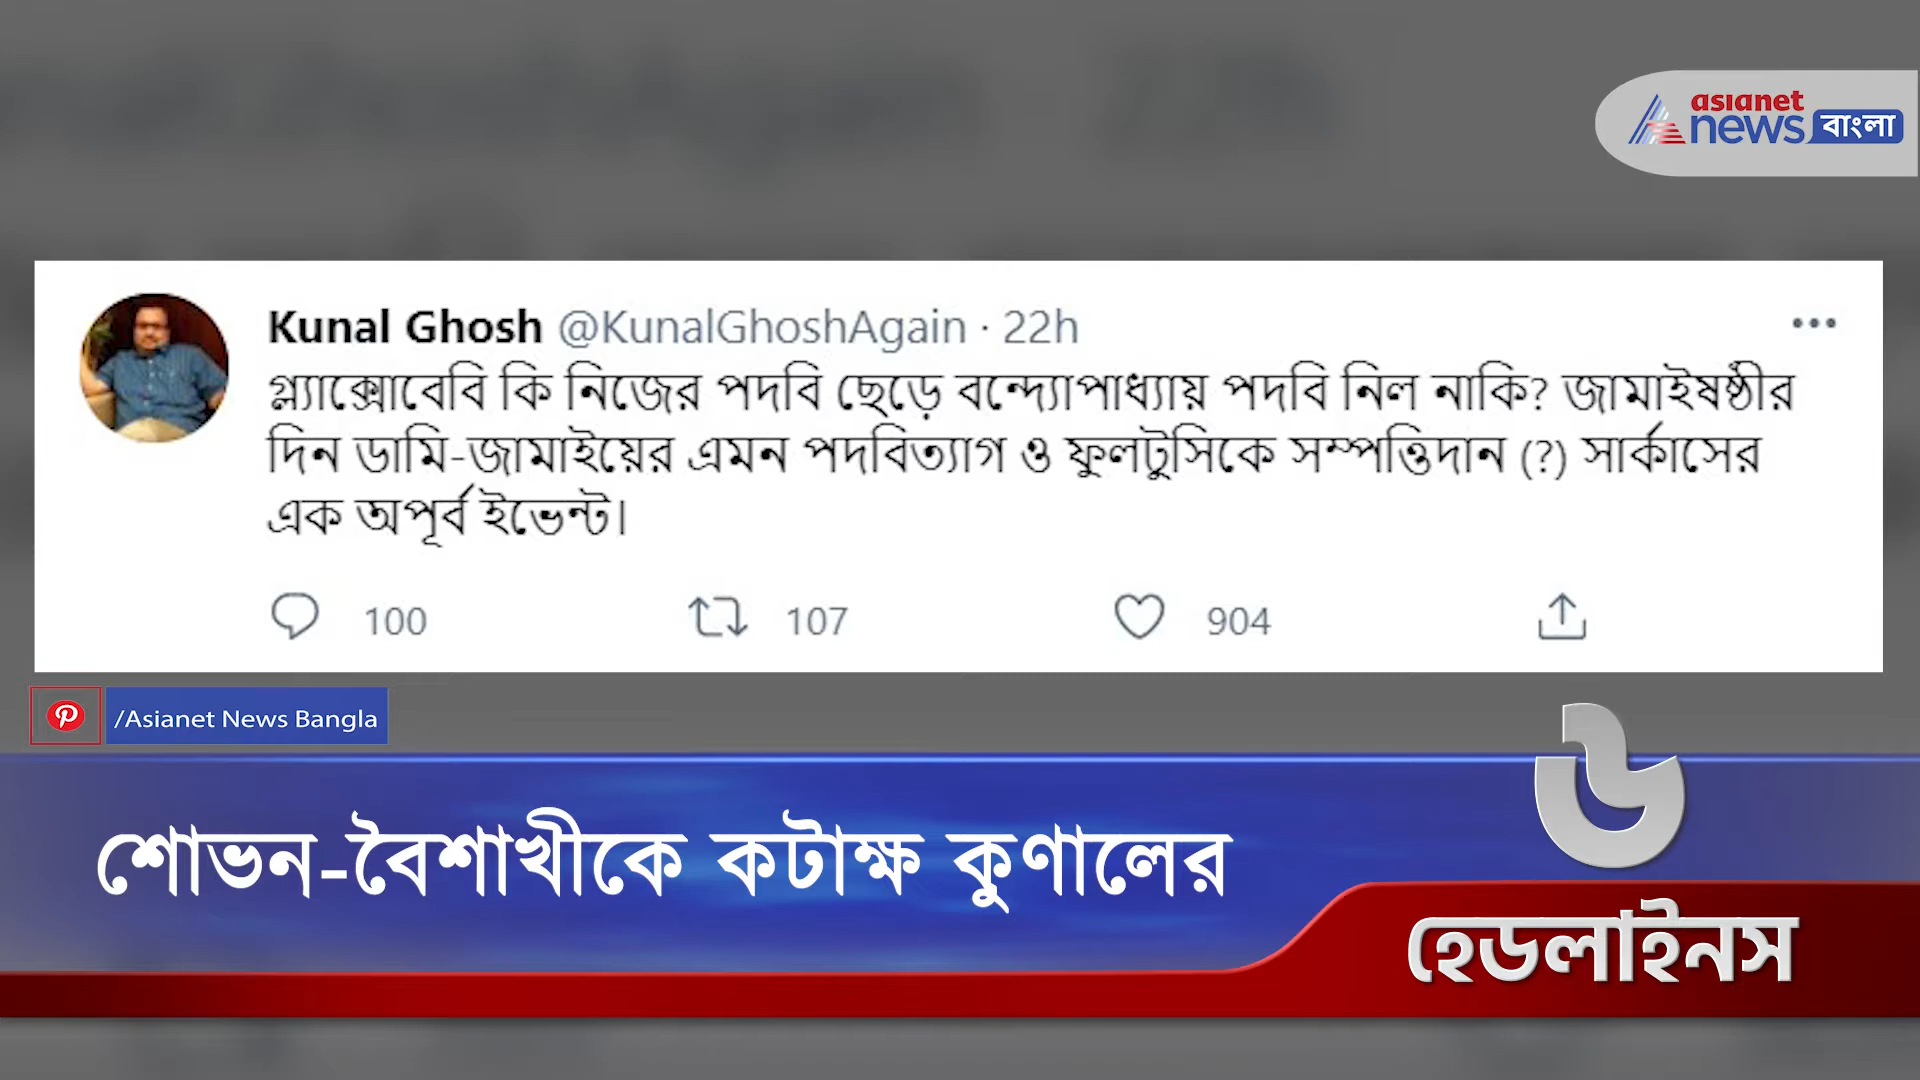 asianet
news বাংলা
Kunal Ghosh @KunalGhoshAgain · 22h
গ্ল্যাক্সোবেবি কি নিজের পদবি ছেড়ে বন্দ্যোপাধ্যায় পদবি নিল নাকি? জামাইষষ্ঠীর
দিন ডামি-জামাইয়ের এমন পদবিত্যাগ ও ফুলটুসিকে সম্পত্তিদান (?) সার্কাসের
এক অপূর্ব ইভেন্ট।
100 107 904
/Asianet News Bangla
৬
শোভন-বৈশাখীকে কটাক্ষ কুণালের
হেডলাইনস